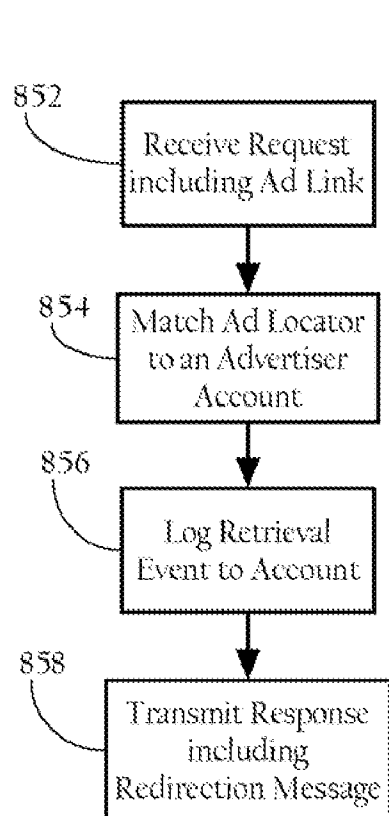 852
Receive Request
including Ad Link
854
Match Ad Locator
to an Advertiser
Account
856
Log Retrieval
Event to Account
858
Transmit Response
including
Redirection Message